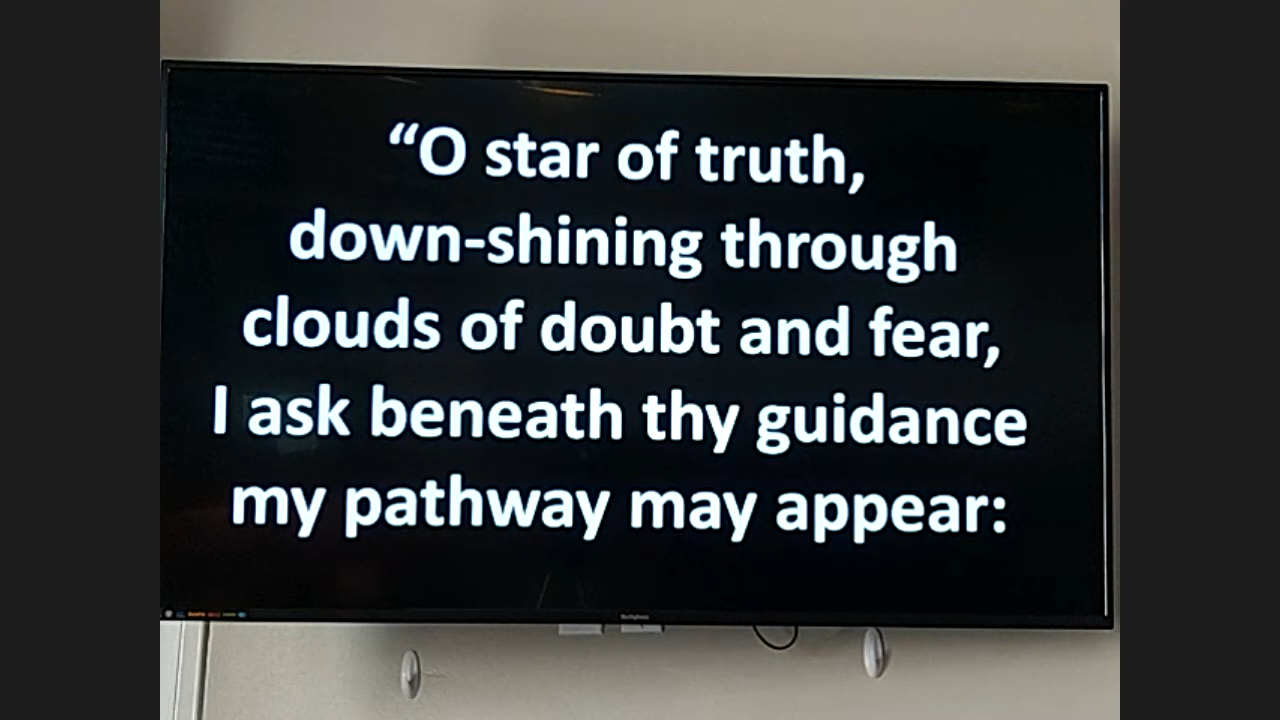 “O star of truth,
down-shining through
clouds of doubt and fear,
I ask beneath thy guidance
my pathway may appear: